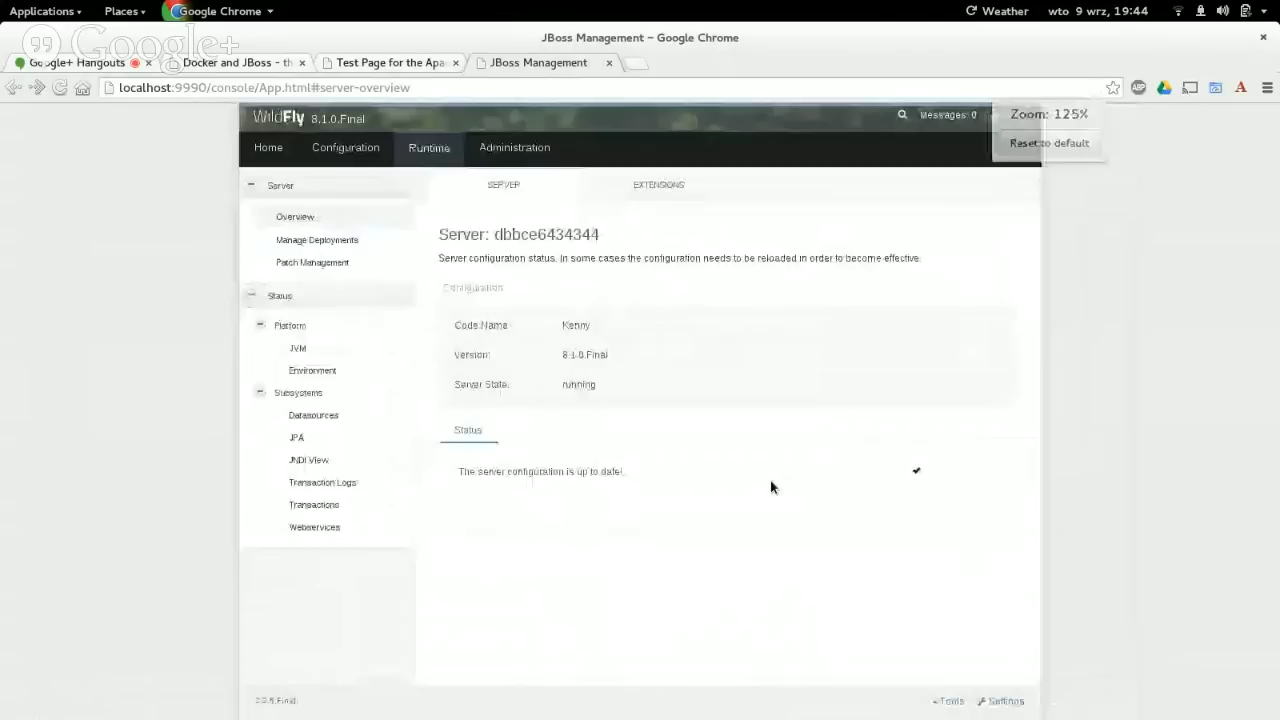 Applications Places Google Chrome Weather wto 9 wrz, 19:44
JBoss Management – Google Chrome
Google+
Google+ Hangouts Docker and JBoss - th Test Page for the Apa JBoss Management
localhost:9990/console/App.html#server-overview ABP
WildFly 8.1.0.Final Messages: 0 Zoom: 125%
Reset to default
Home Configuration Runtime Administration
Server
SERVER EXTENSIONS
Overview
Manage Deployments
Patch Management
Status
Platform
JVM
Environment
Subsystems
Datasources
JPA
JNDI View
Transaction Logs
Transactions
Webservices
Server: dbbce6434344
Server configuration status. In some cases the configuration needs to be reloaded in order to become effective.
Configuration
Code Name: Kenny
Version: 8.1.0.Final
Server State: running
Status
The server configuration is up to date!
Tools Settings